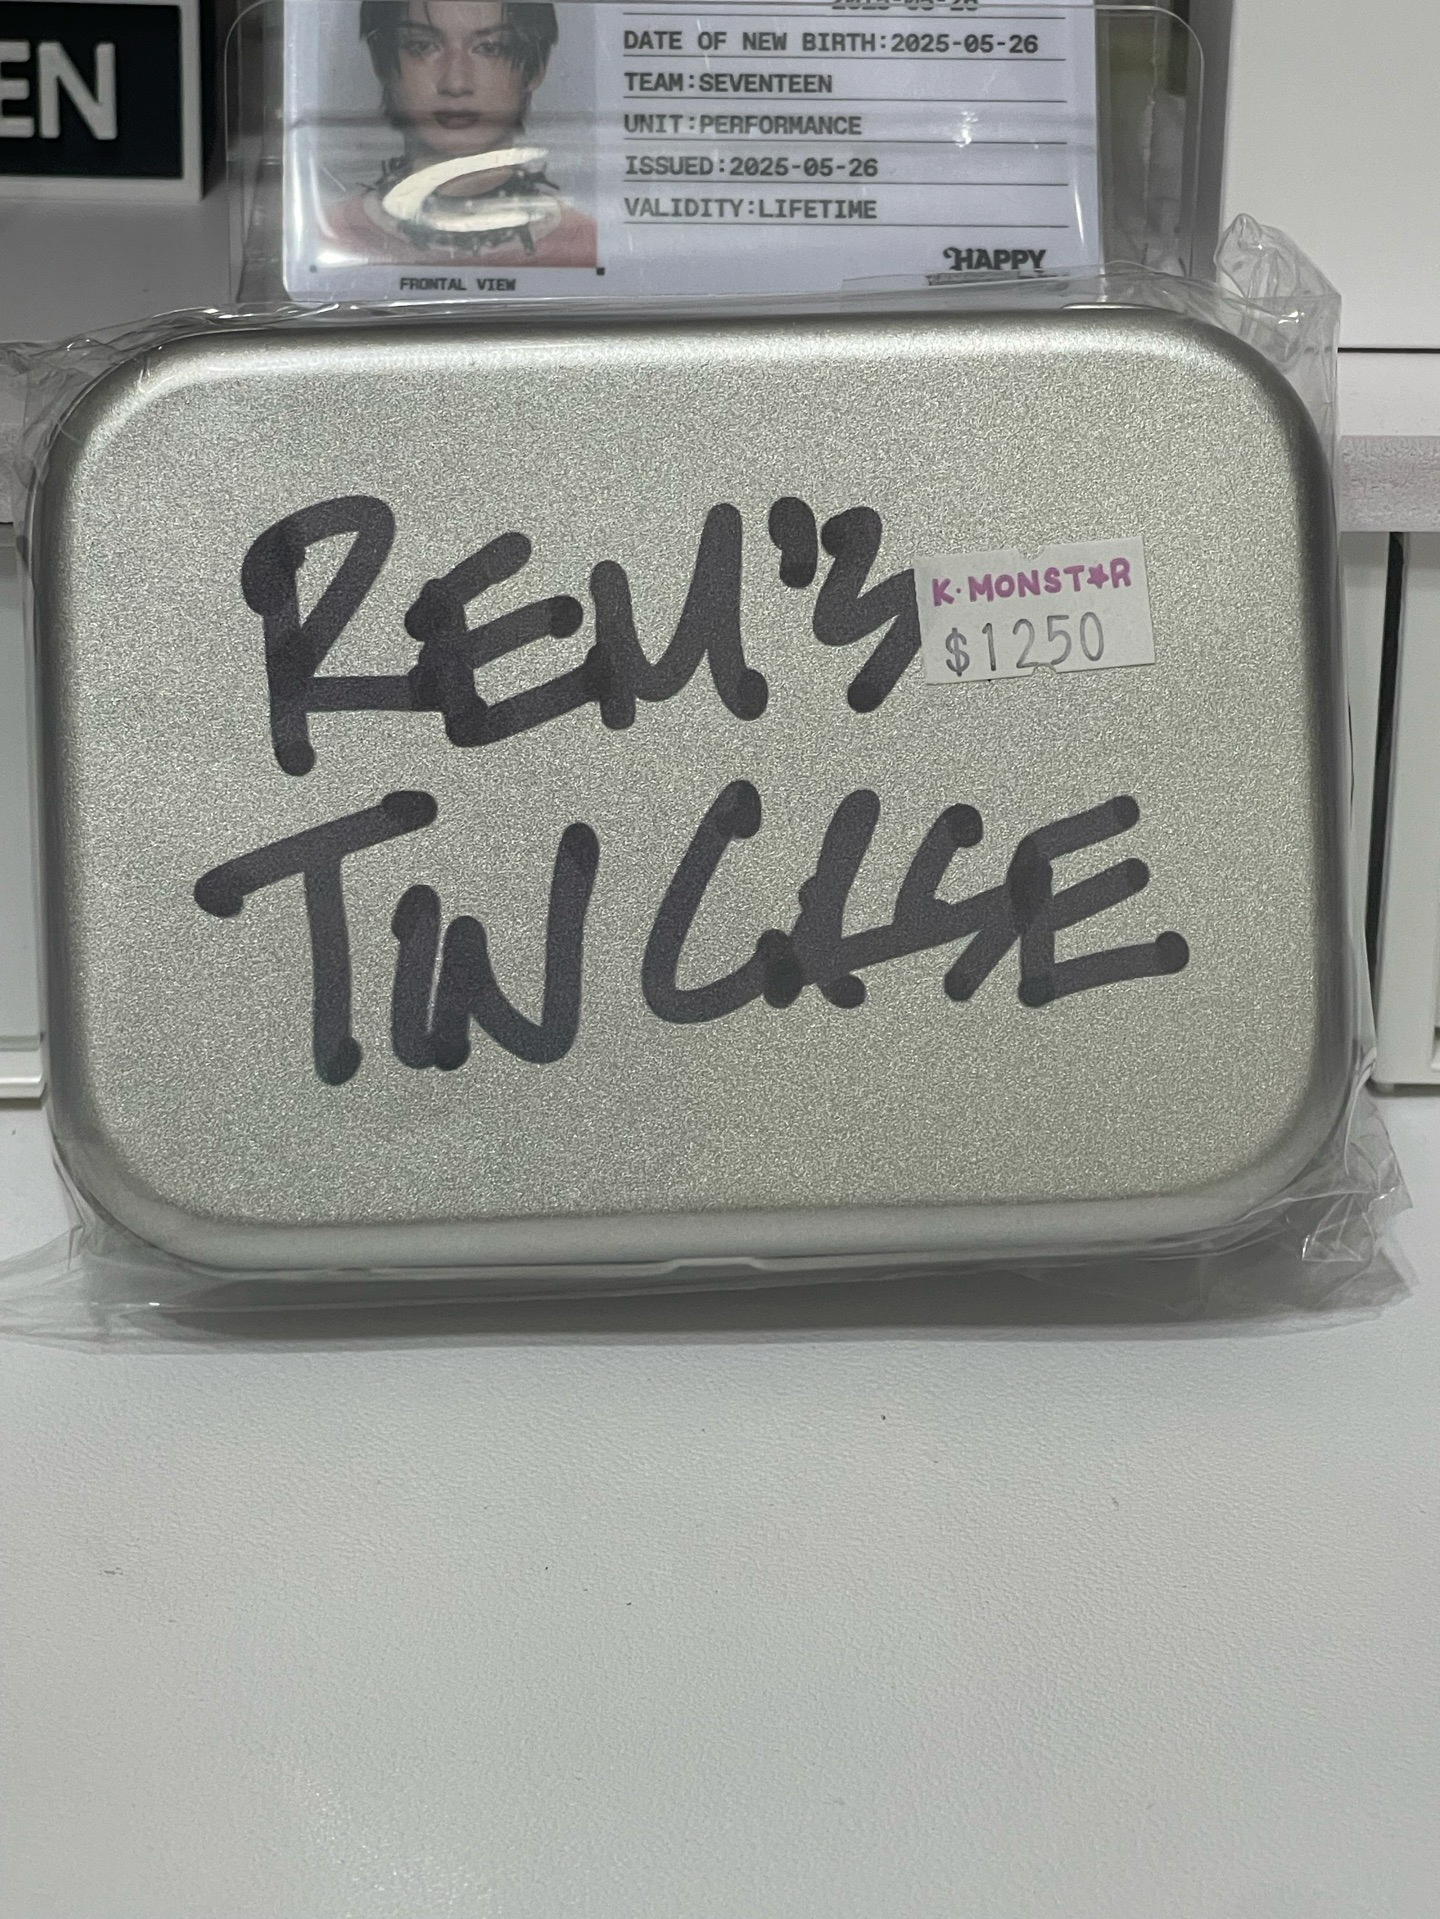 EN
DATE OF NEW BIRTH:2025-05-26
TEAM:SEVENTEEN
UNIT:PERFORMANCE
ISSUED:2025-05-26
VALIDITY:LIFETIME
HAPPY
FRONTAL VIEW
REM'S
K·MONSTAR
$1250
TIN CASE